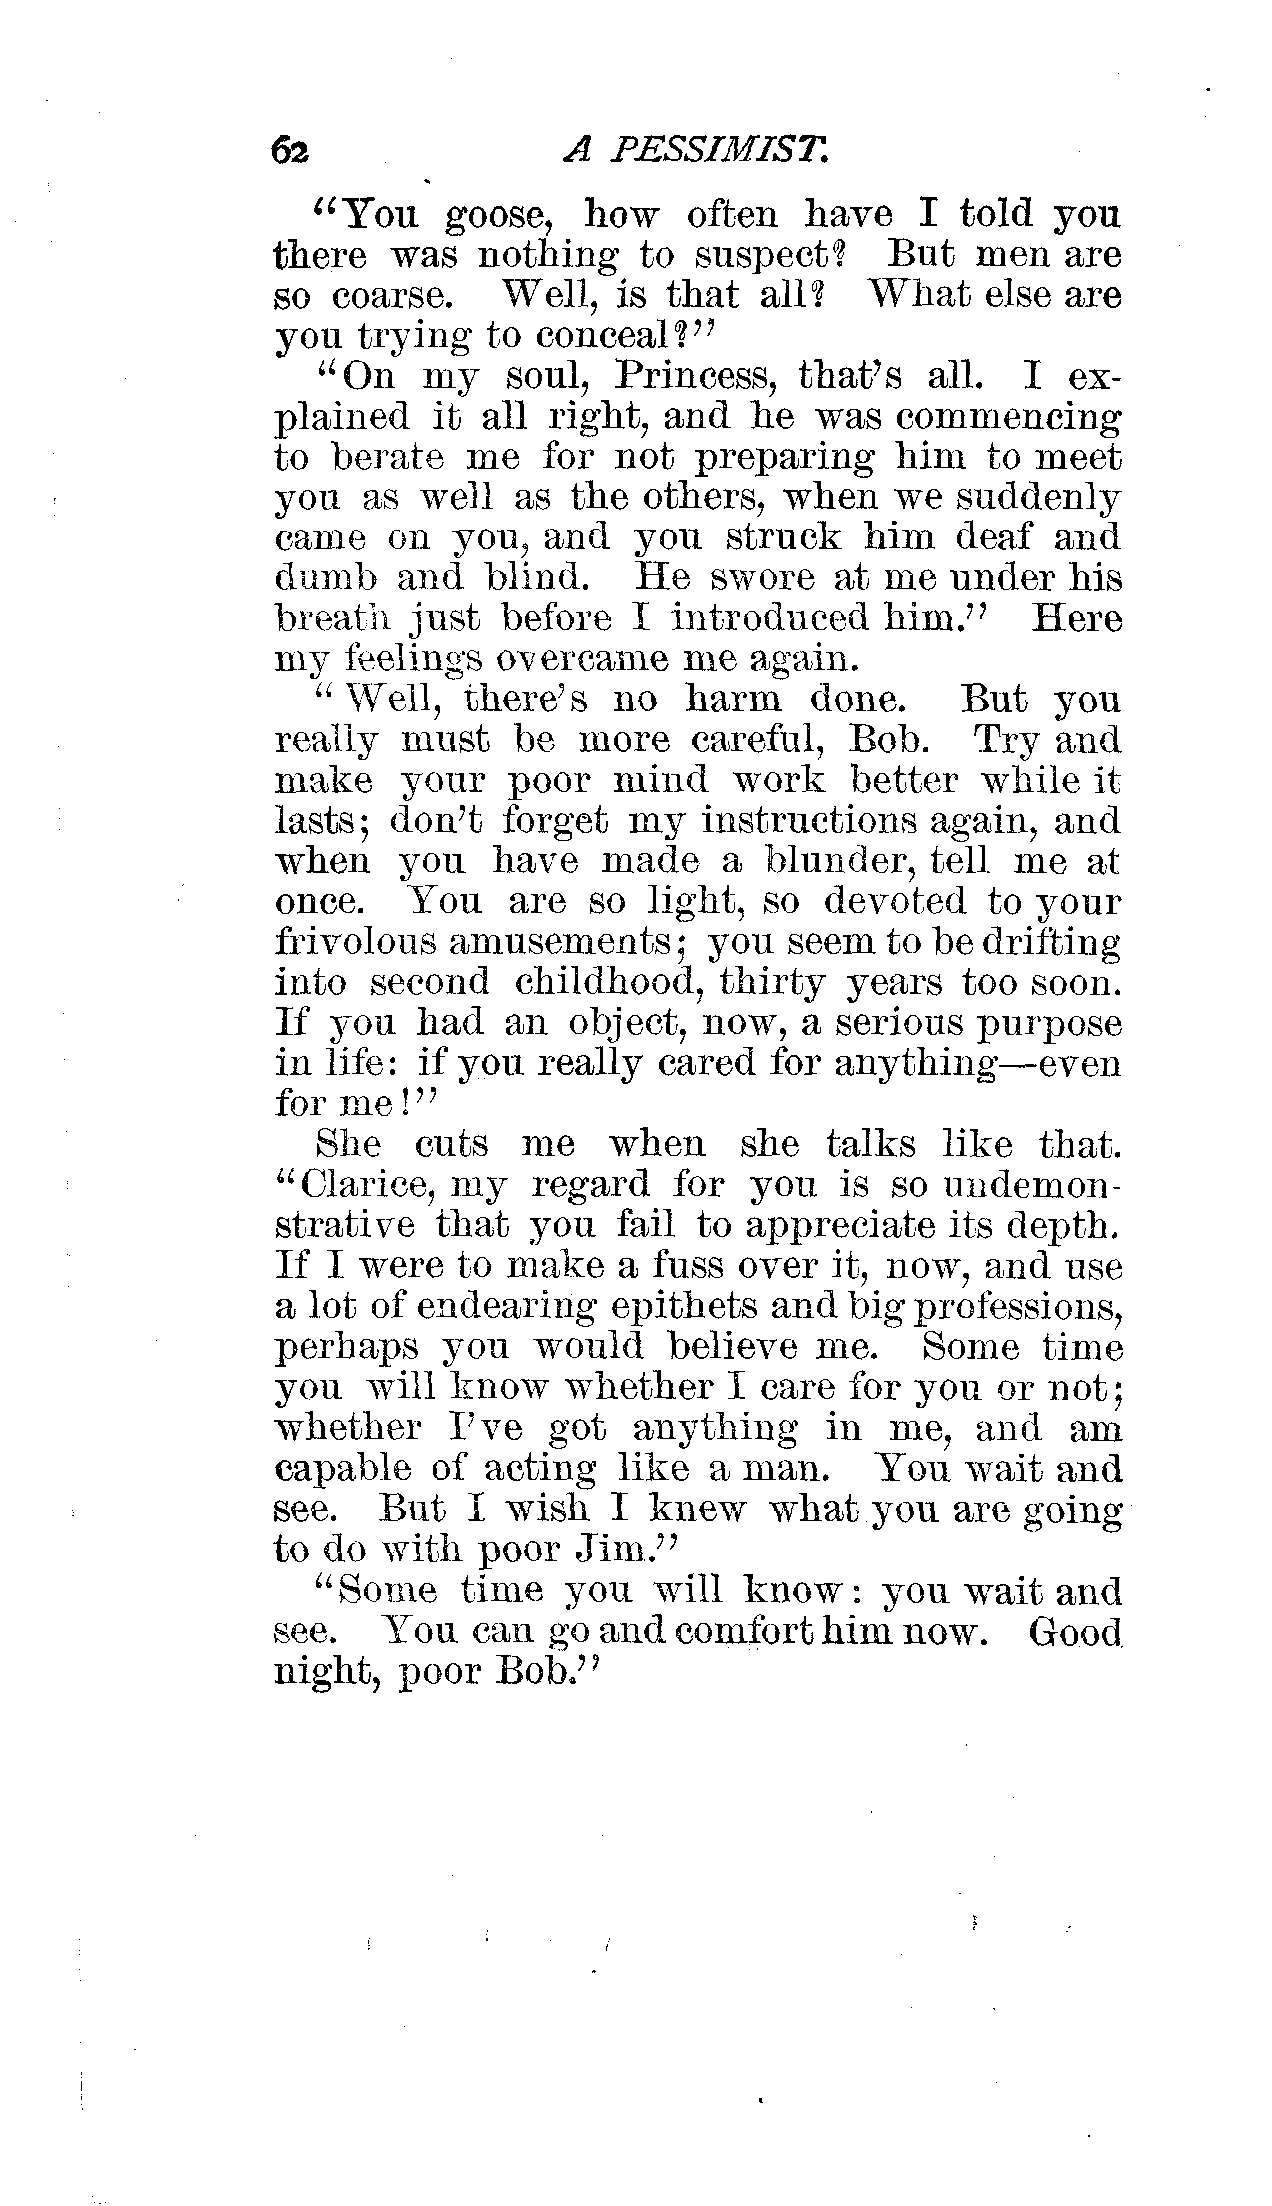 62 A PESSIMIST.
"You goose, how often have I told you
there was nothing to suspect? But men are
so coarse. Well, is that all? What else are
you trying to conceal?"
"On my soul, Princess, that's all. I ex-
plained it all right, and he was commencing
to berate me for not preparing him to meet
you as well as the others, when we suddenly
came on you, and you struck him deaf and
dumb and blind. He swore at me under his
breath just before I introduced him." Here
my feelings overcame me again.
"Well, there's no harm done. But you
really must be more careful, Bob. Try and
make your poor mind work better while it
lasts; don't forget my instructions again, and
when you have made a blunder, tell me at
once. You are so light, so devoted to your
frivolous amusements; you seem to be drifting
into second childhood, thirty years too soon.
If you had an object, now, a serious purpose
in life: if you really cared for anything—even
for me!"
She cuts me when she talks like that.
"Clarice, my regard for you is so undemon-
strative that you fail to appreciate its depth.
If I were to make a fuss over it, now, and use
a lot of endearing epithets and big professions,
perhaps you would believe me. Some time
you will know whether I care for you or not;
whether I've got anything in me, and am
capable of acting like a man. You wait and
see. But I wish I knew what you are going
to do with poor Jim."
"Some time you will know: you wait and
see. You can go and comfort him now. Good
night, poor Bob."